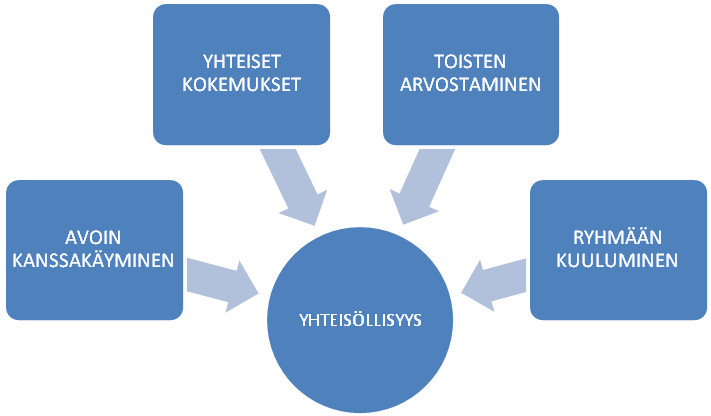 YHTEISET
KOKEMUKSET
TOISTEN
ARVOSTAMINEN
AVOIN
KANSSAKÄYMINEN
RYHMÄÄN
KUULUMINEN
YHTEISÖLLISYYS